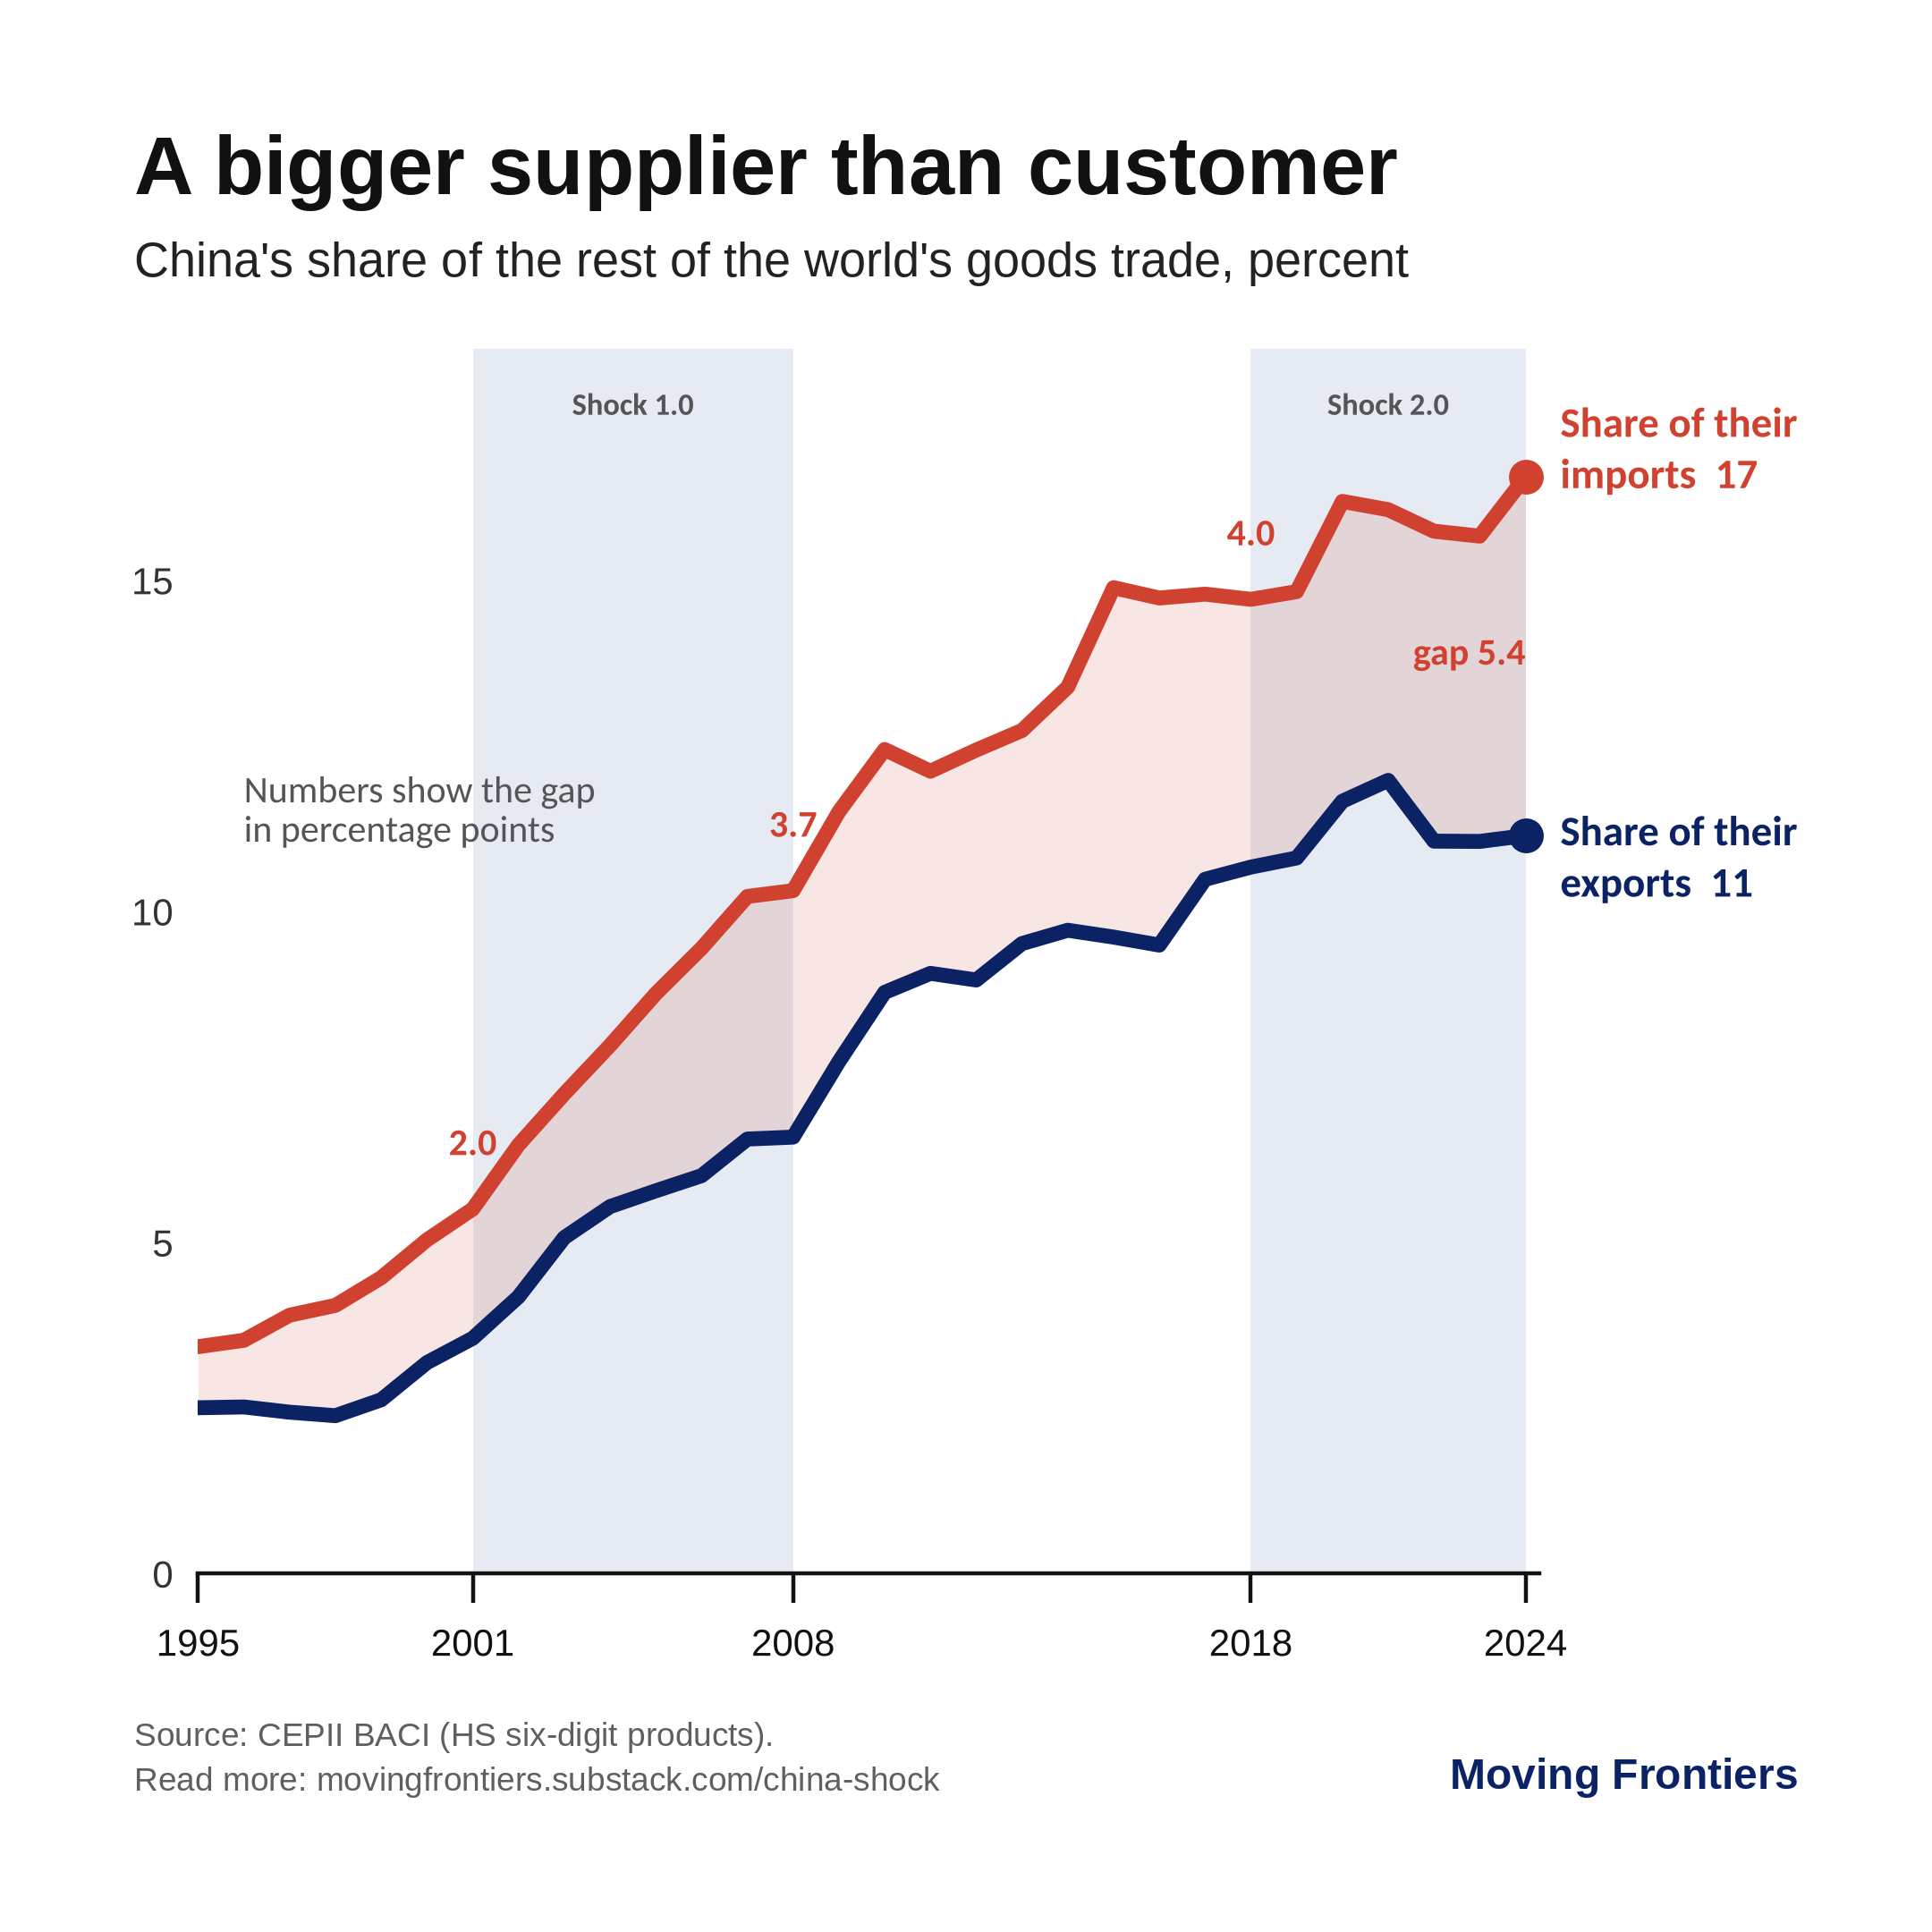 A bigger supplier than customer
China's share of the rest of the world's goods trade, percent
Shock 1.0
Shock 2.0
Share of their
imports 17
4.0
15
gap 5.4
Numbers show the gap
in percentage points
3.7
Share of their
exports 11
10
2.0
5
0
1995
2001
2008
2018
2024
Source: CEPII BACI (HS six-digit products).
Read more: movingfrontiers.substack.com/china-shock
Moving Frontiers